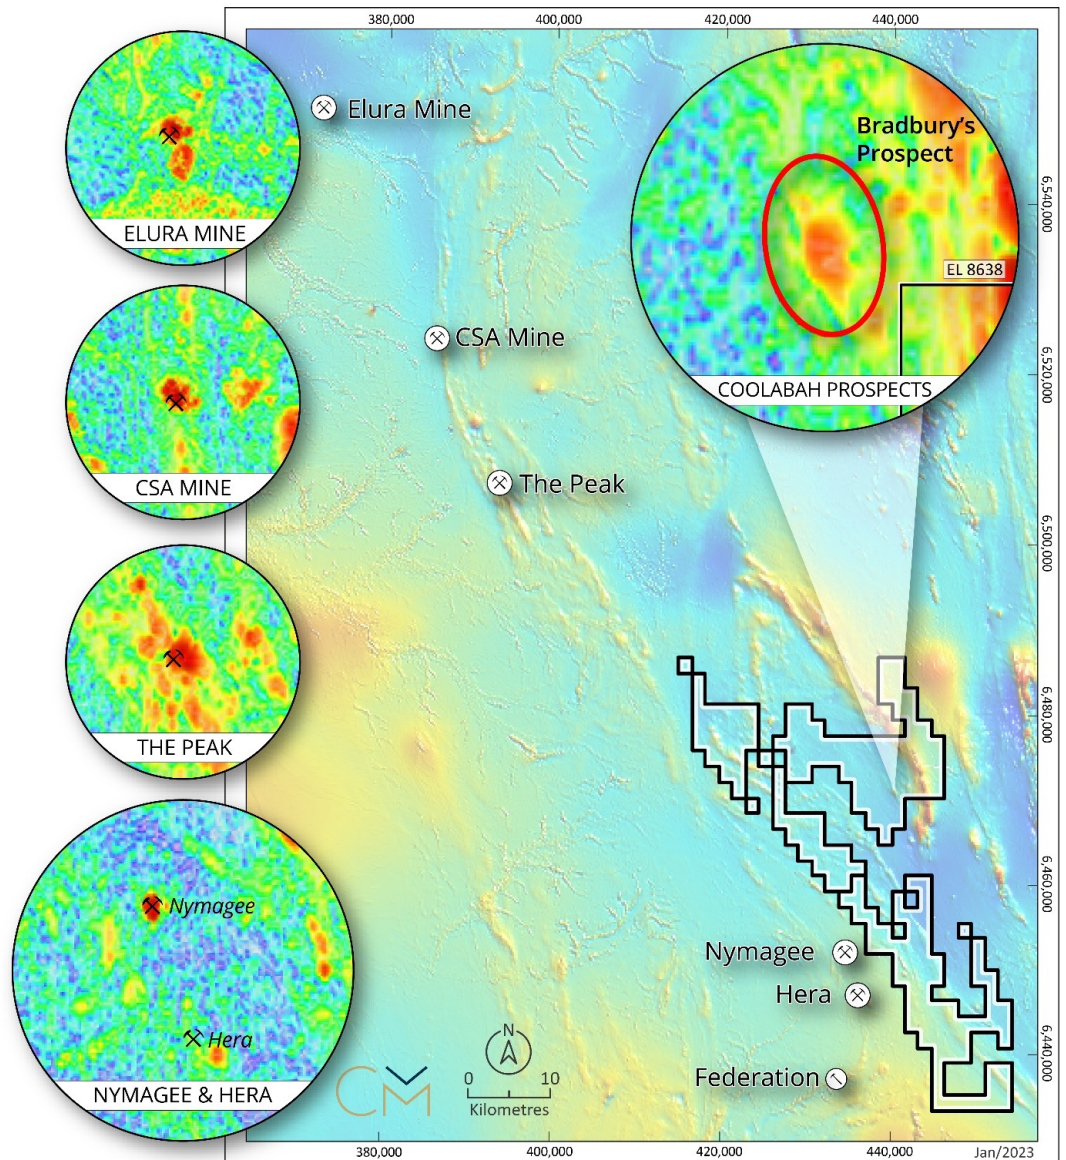 380,000
400,000
420,000
440,000
Elura Mine
ELURA MINE
Bradbury's
Prospect
EL 8638
COOLABAH PROSPECTS
6,540,000
CSA Mine
CSA MINE
6,520,000
The Peak
THE PEAK
6,500,000
6,480,000
6,460,000
Nymagee
Hera
NYMAGEE & HERA
Nymagee
Hera
Federation
6,440,000
N
0 10
Kilometres
CM
380,000
400,000
420,000
440,000
Jan/2023